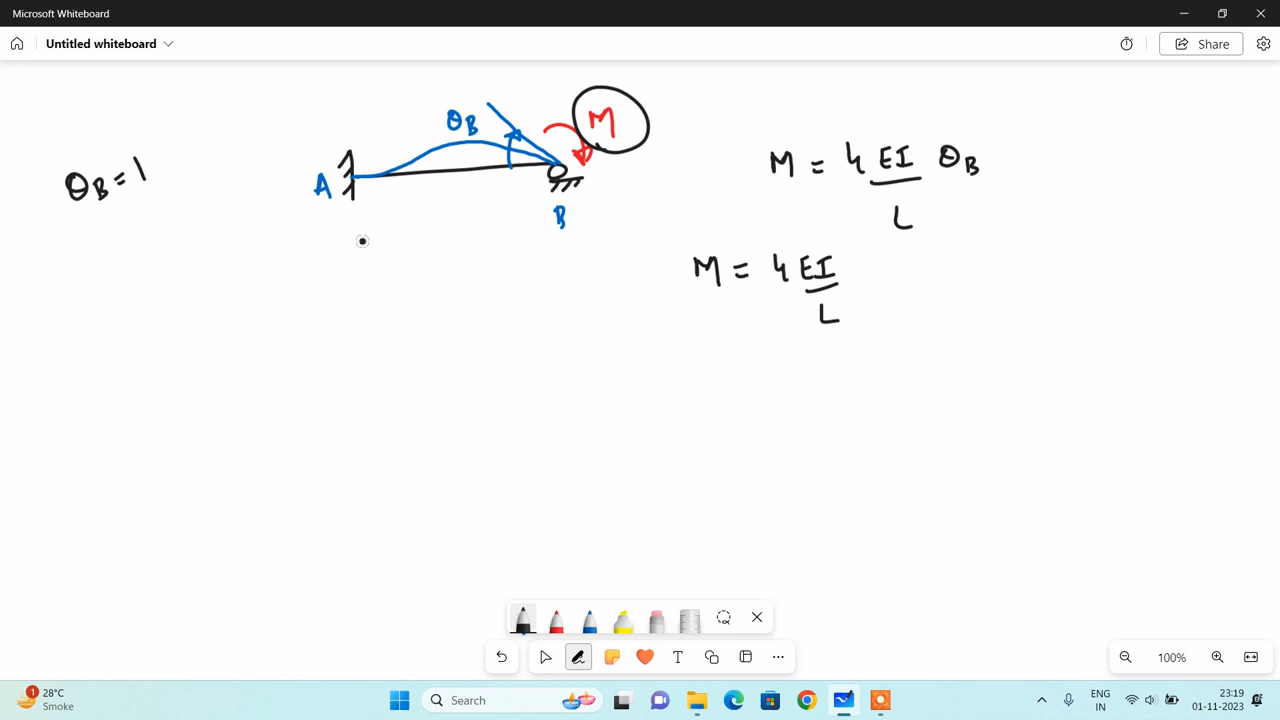 Microsoft Whiteboard
Untitled whiteboard
Share
θB = 1
θB
M
A
B
M = 4 EI θB
L
M = 4 EI
L
T
100%
1
28°C
Smoke
Search
ENG
IN
23:19
01-11-2023